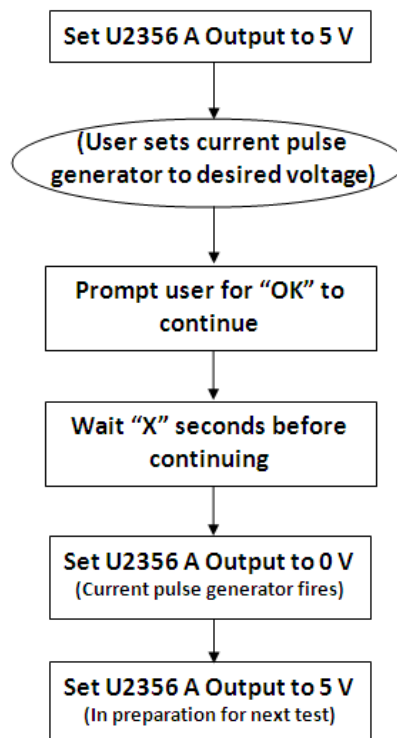 Set U2356 A Output to 5 V
(User sets current pulse
generator to desired voltage)
Prompt user for “OK” to
continue
Wait “X” seconds before
continuing
Set U2356 A Output to 0 V
(Current pulse generator fires)
Set U2356 A Output to 5 V
(In preparation for next test)